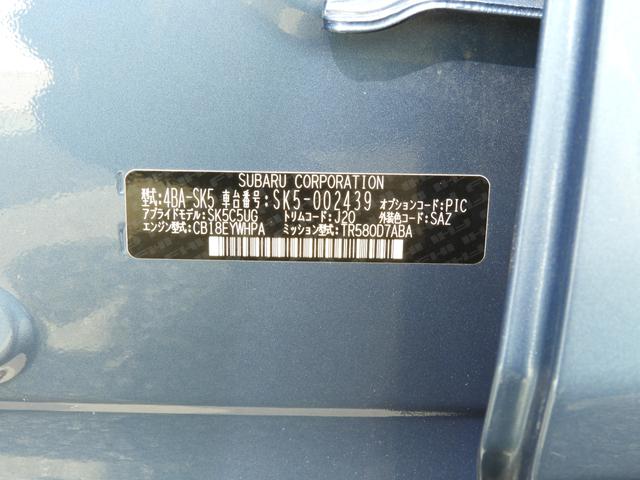 SUBARU CORPORATION
型式:4BA-SK5 車台番号:SK5-002439 オプションコード:PIC
アプライドモデル:SK5C5UG トリムコード:J20 外装色コード:SAZ
エンジン型式:CB18EYWHPA ミッション型式:TR580D7ABA